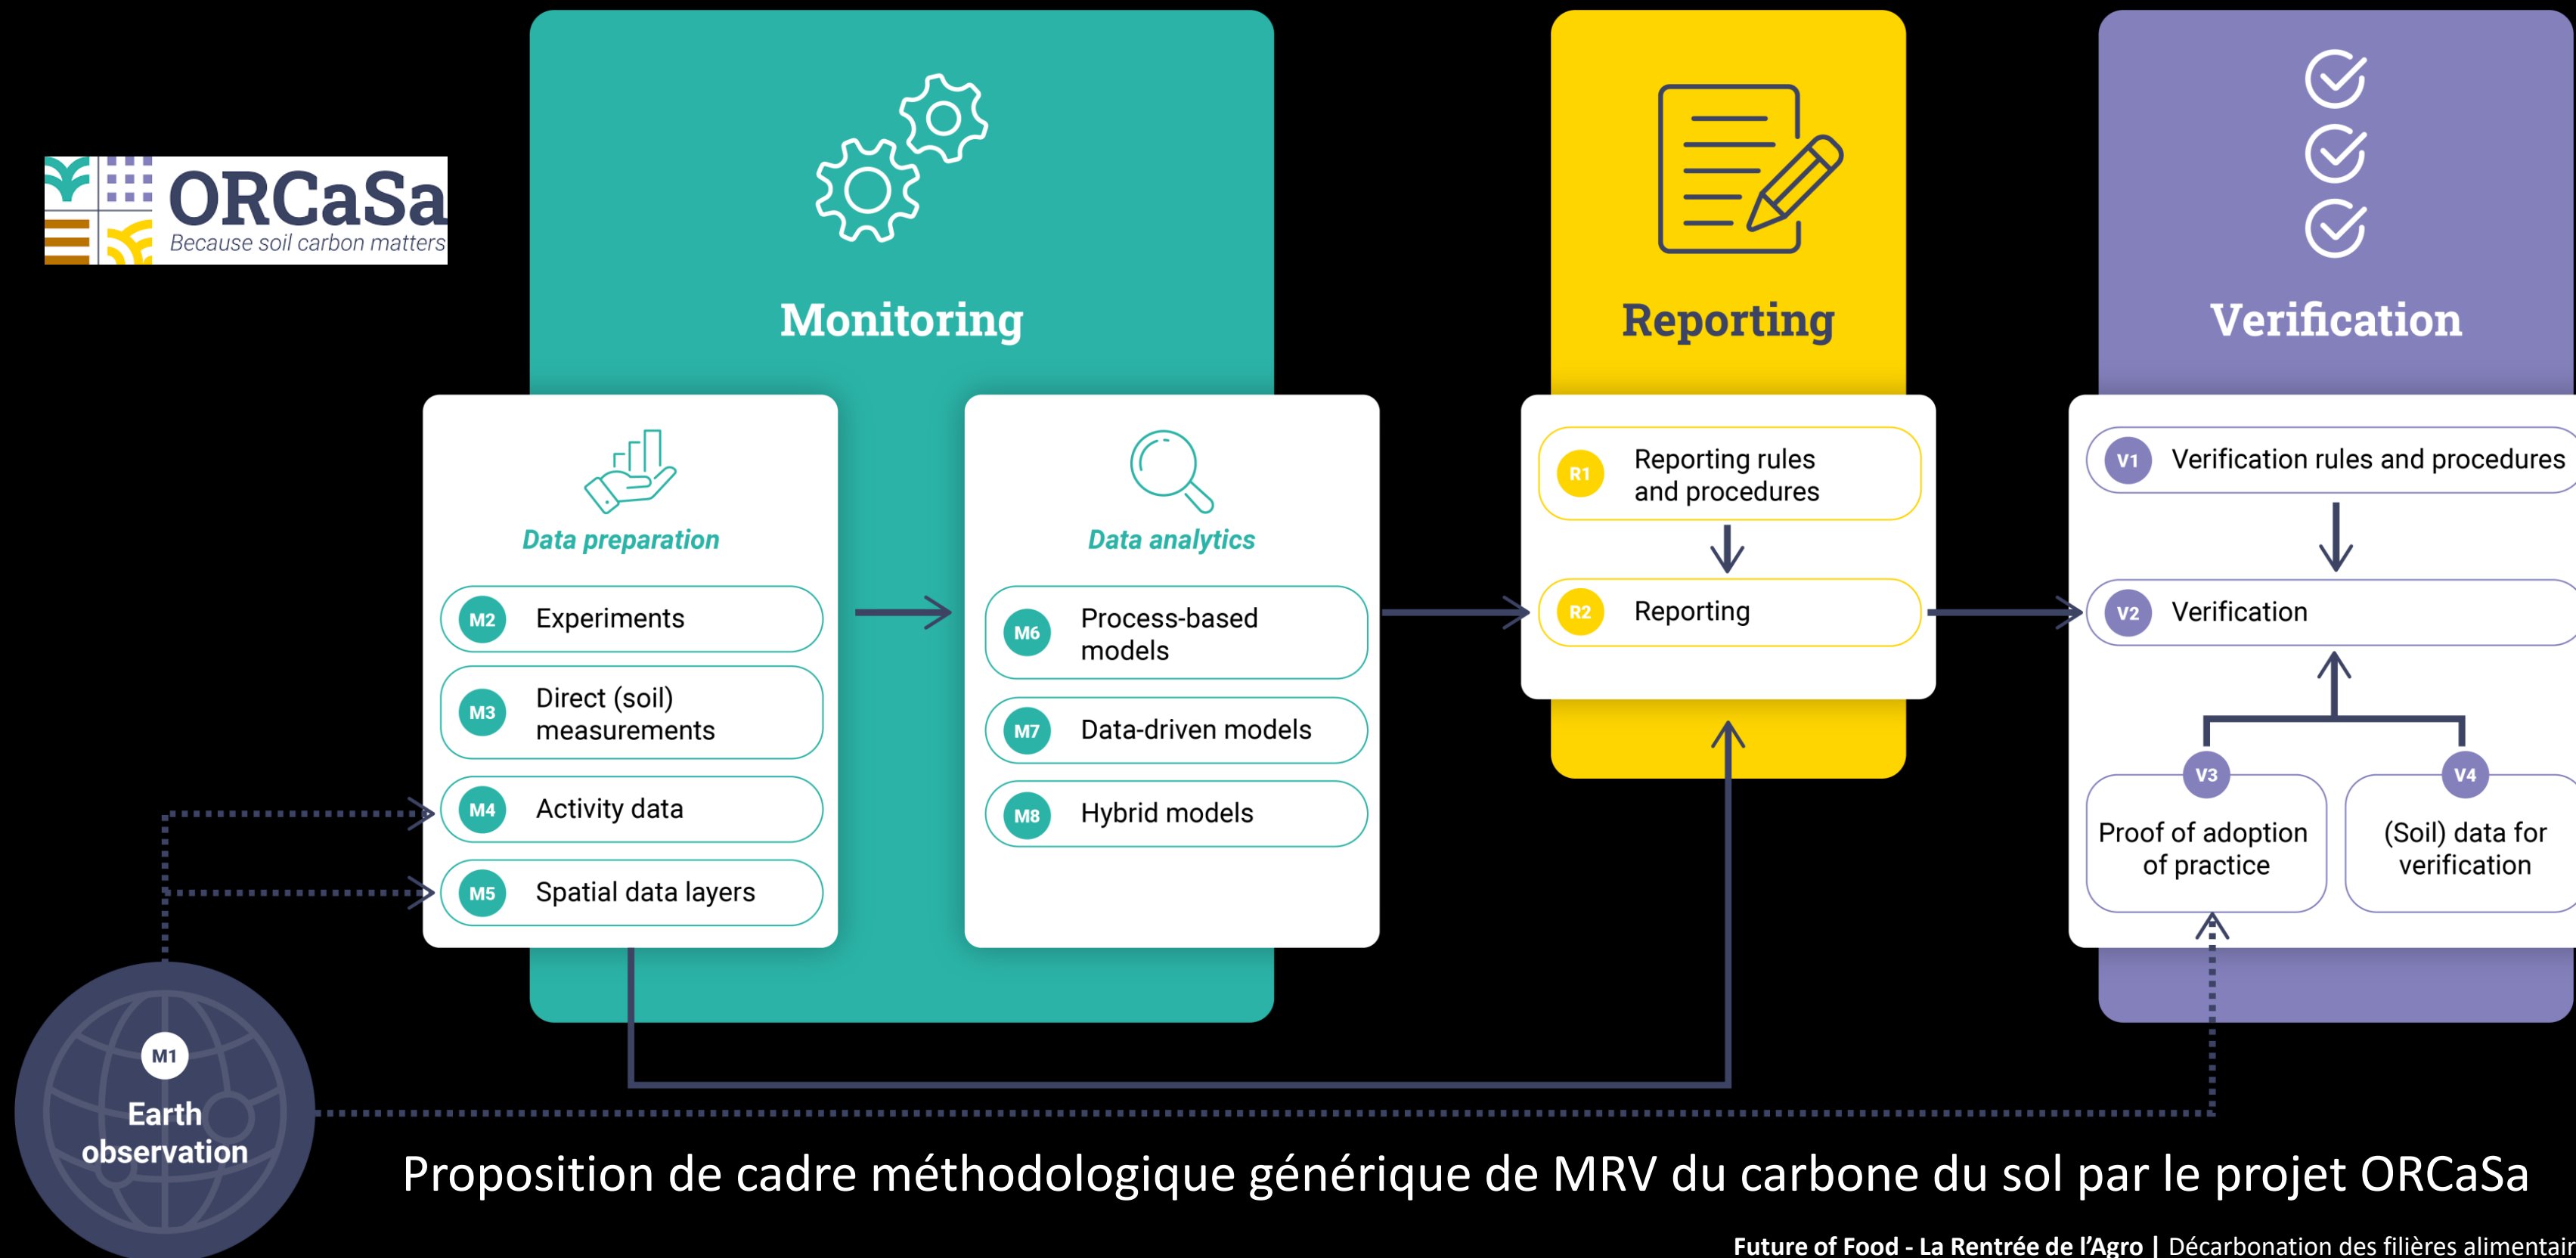 ORCaSa
Because soil carbon matters
Monitoring
Data preparation
M2 Experiments
M3 Direct (soil)
measurements
M4 Activity data
M5 Spatial data layers
Data analytics
M6 Process-based
models
M7 Data-driven models
M8 Hybrid models
Reporting
R1 Reporting rules
and procedures
R2 Reporting
Verification
V1 Verification rules and procedures
V2 Verification
V3
Proof of adoption
of practice
V4
(Soil) data for
verification
M1
Earth
observation
Proposition de cadre méthodologique générique de MRV du carbone du sol par le projet ORCaSa
Future of Food - La Rentrée de l'Agro | Décarbonation des filières